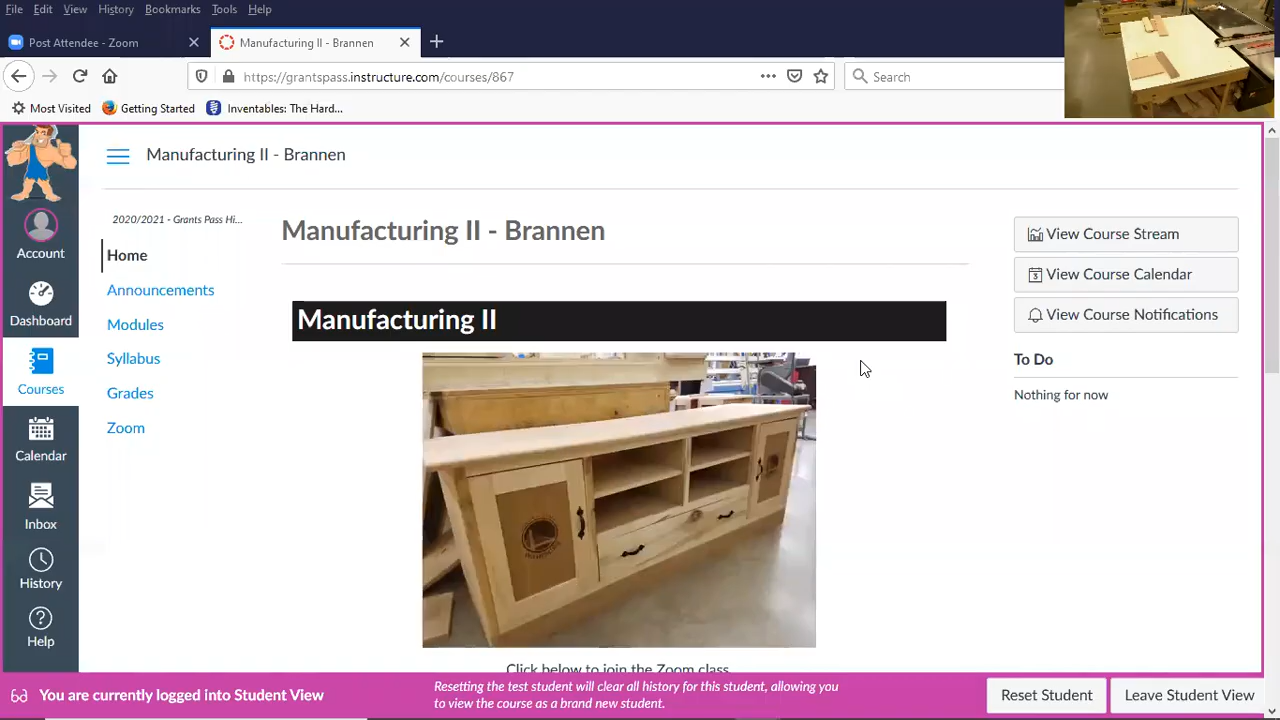 File Edit View History Bookmarks Tools Help
Post Attendee - Zoom
Manufacturing II - Brannen
https://grantspass.instructure.com/courses/867
Search
Most Visited Getting Started Inventables: The Hard...
Manufacturing II - Brannen
Account
Dashboard
Courses
Calendar
Inbox
History
Help
2020/2021 - Grants Pass Hi...
Home
Announcements
Modules
Syllabus
Grades
Zoom
Manufacturing II - Brannen
Manufacturing II
Click below to join the Zoom class
View Course Stream
View Course Calendar
View Course Notifications
To Do
Nothing for now
You are currently logged into Student View
Resetting the test student will clear all history for this student, allowing you
to view the course as a brand new student.
Reset Student
Leave Student View